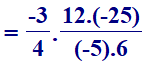 = -3/4 . 12.(-25)/(-5).6